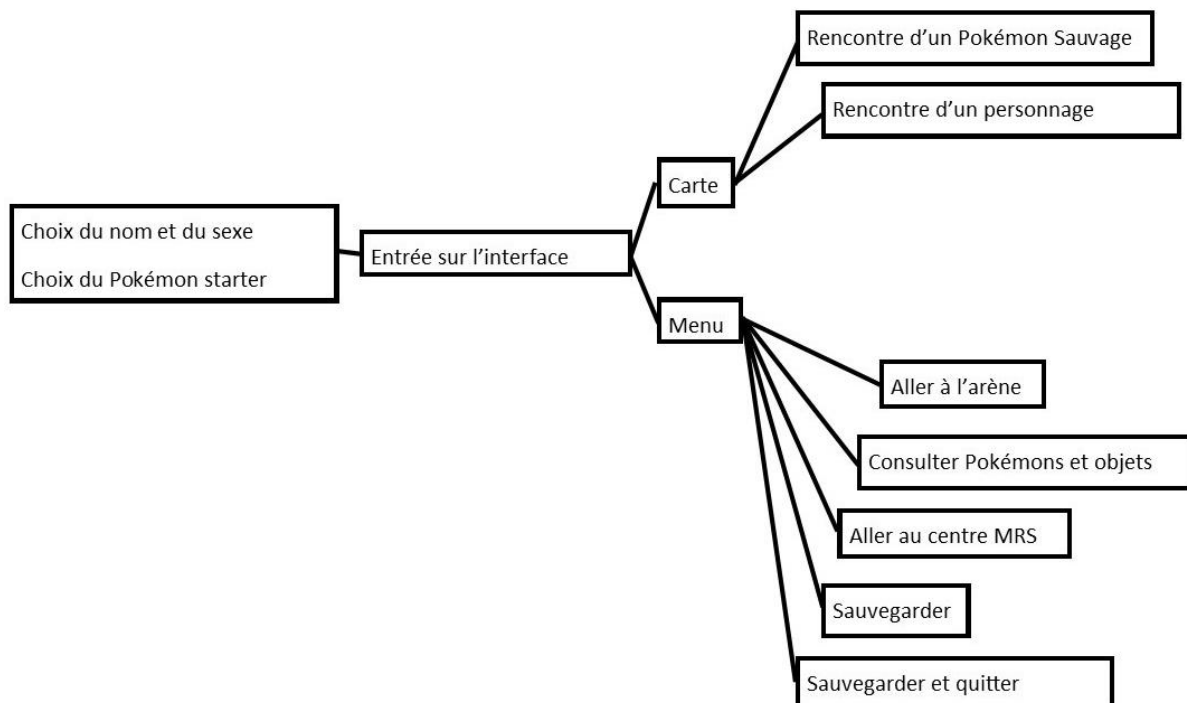 Rencontre d’un Pokémon Sauvage
Rencontre d’un personnage
Carte
Choix du nom et du sexe
Choix du Pokémon starter
Entrée sur l’interface
Menu
Aller à l’arène
Consulter Pokémons et objets
Aller au centre MRS
Sauvegarder
Sauvegarder et quitter